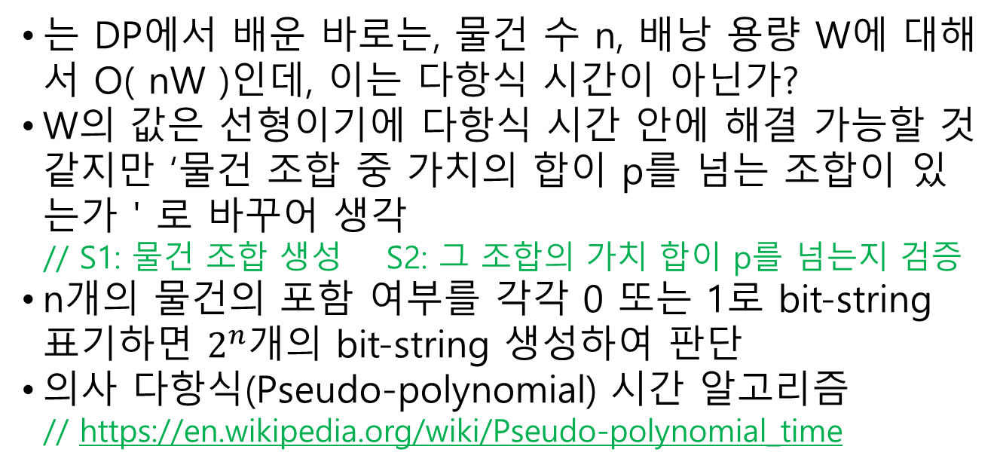 • 는 DP에서 배운 바로는, 물건 수 n, 배낭 용량 W에 대해
서 O( nW )인데, 이는 다항식 시간이 아닌가?
• W의 값은 선형이기에 다항식 시간 안에 해결 가능할 것
같지만 ‘물건 조합 중 가치의 합이 p를 넘는 조합이 있
는가 ' 로 바꾸어 생각
// S1: 물건 조합 생성 S2: 그 조합의 가치 합이 p를 넘는지 검증
• n개의 물건의 포함 여부를 각각 0 또는 1로 bit-string
표기하면 2ⁿ개의 bit-string 생성하여 판단
• 의사 다항식(Pseudo-polynomial) 시간 알고리즘
// https://en.wikipedia.org/wiki/Pseudo-polynomial_time